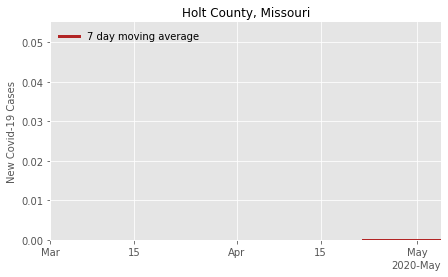 Holt County, Missouri
7 day moving average
New Covid-19 Cases
0.05
0.04
0.03
0.02
0.01
0.00
Mar 15 Apr 15 May
2020-May